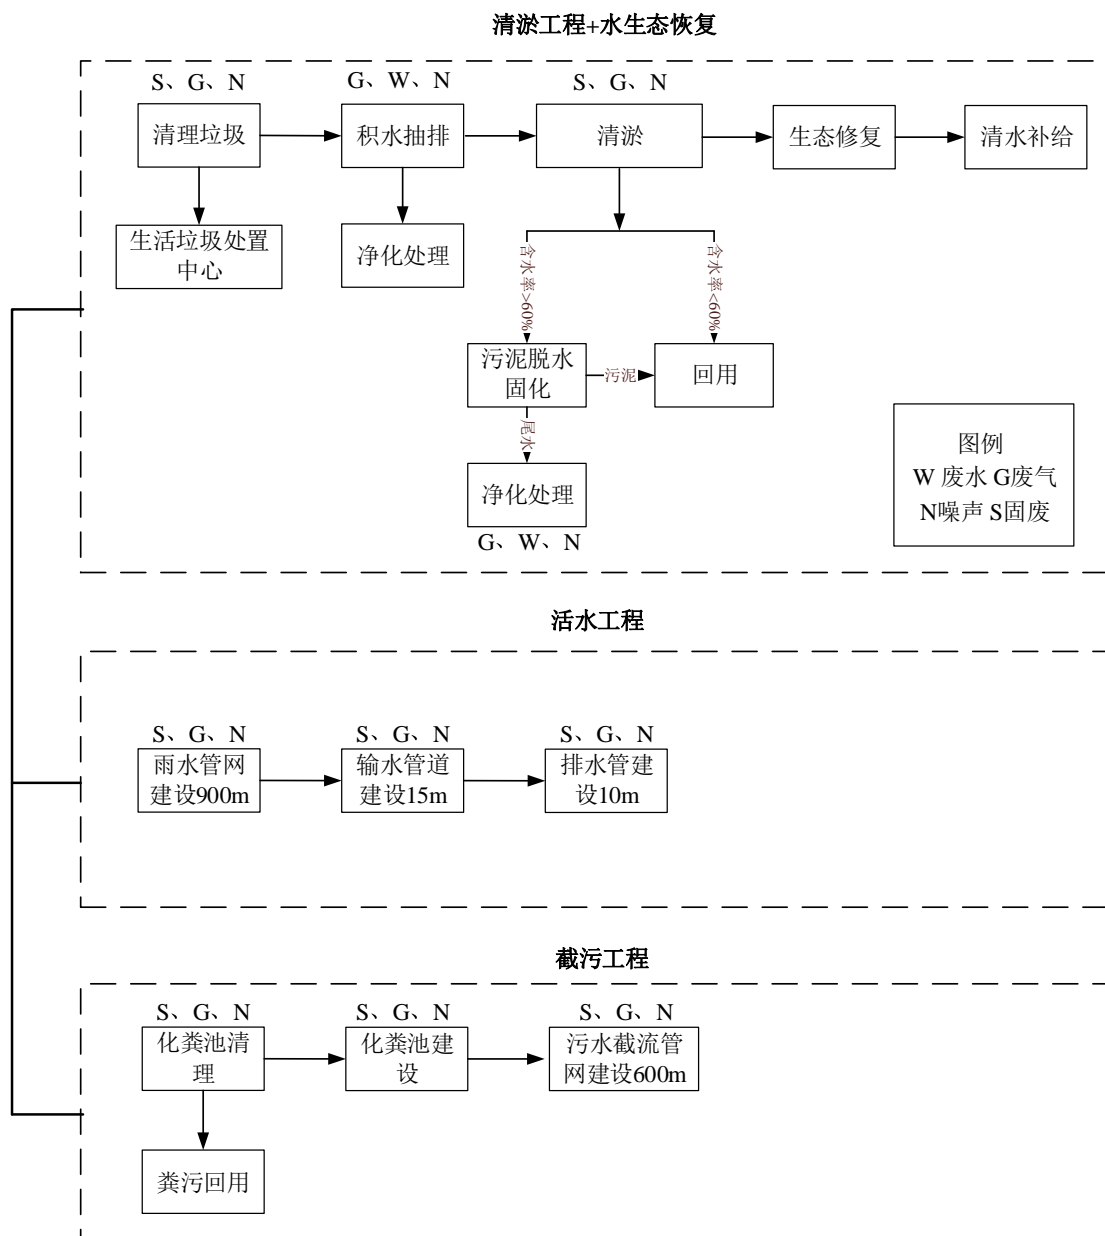 清淤工程+水生态恢复
S、G、N
G、W、N
S、G、N
清理垃圾
积水抽排
清淤
生态修复
清水补给
生活垃圾处置
中心
净化处理
含水率>60%
含水率<60%
污泥脱水
固化
污泥
回用
尾水
净化处理
G、W、N
图例
W 废水 G废气
N噪声 S固废
活水工程
S、G、N
S、G、N
S、G、N
雨水管网
建设900m
输水管道
建设15m
排水管建
设10m
截污工程
S、G、N
S、G、N
S、G、N
化粪池清
理
化粪池建
设
污水截流管
网建设600m
粪污回用